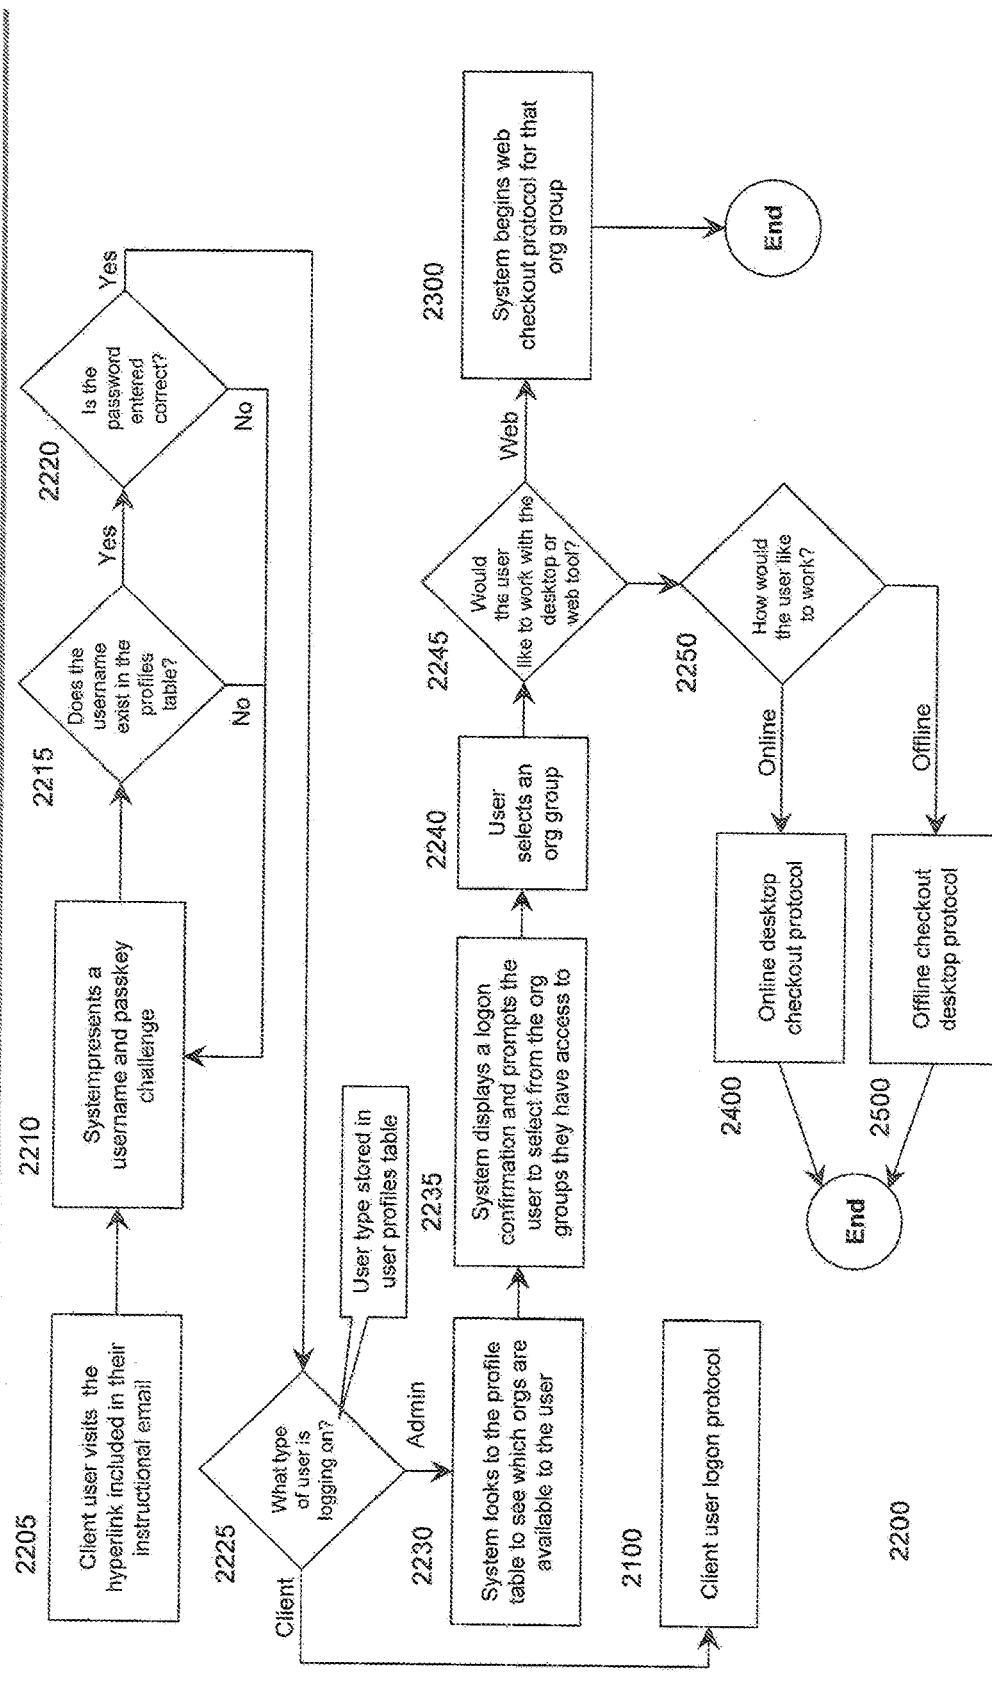 2205
Client user visits the
hyperlink included in their
instructional email
2210
Systempresents a
username and passkey
challenge
2215
Does the
username
exist in the
profiles
table?
Yes
No
2220
Is the
password
entered
correct?
Yes
No
2225
What type
of user is
logging on?
User type stored in
user profiles table
Client
Admin
2230
System looks to the profile
table to see which orgs are
available to the user
2235
System displays a logon
confirmation and prompts the
user to select from the org
groups they have access to
2240
User
selects an
org group
2245
Would
the user
like to work with the
desktop or
web tool?
Web
2300
System begins web
checkout protocol for that
org group
End
2250
How would
the user like
to work?
Online
Offline
2400
Online desktop
checkout protocol
2500
Offline checkout
desktop protocol
End
2100
Client user logon protocol
2200